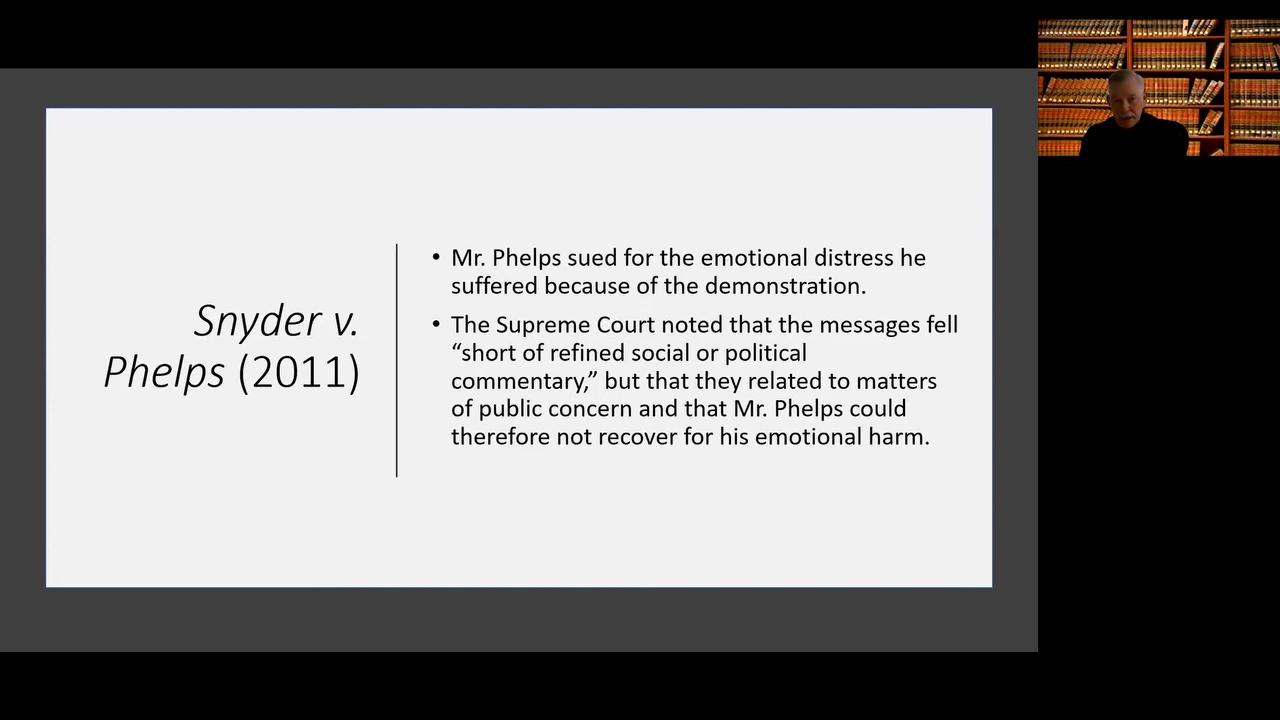 Snyder v.
Phelps (2011)
• Mr. Phelps sued for the emotional distress he
suffered because of the demonstration.
• The Supreme Court noted that the messages fell
“short of refined social or political
commentary,” but that they related to matters
of public concern and that Mr. Phelps could
therefore not recover for his emotional harm.